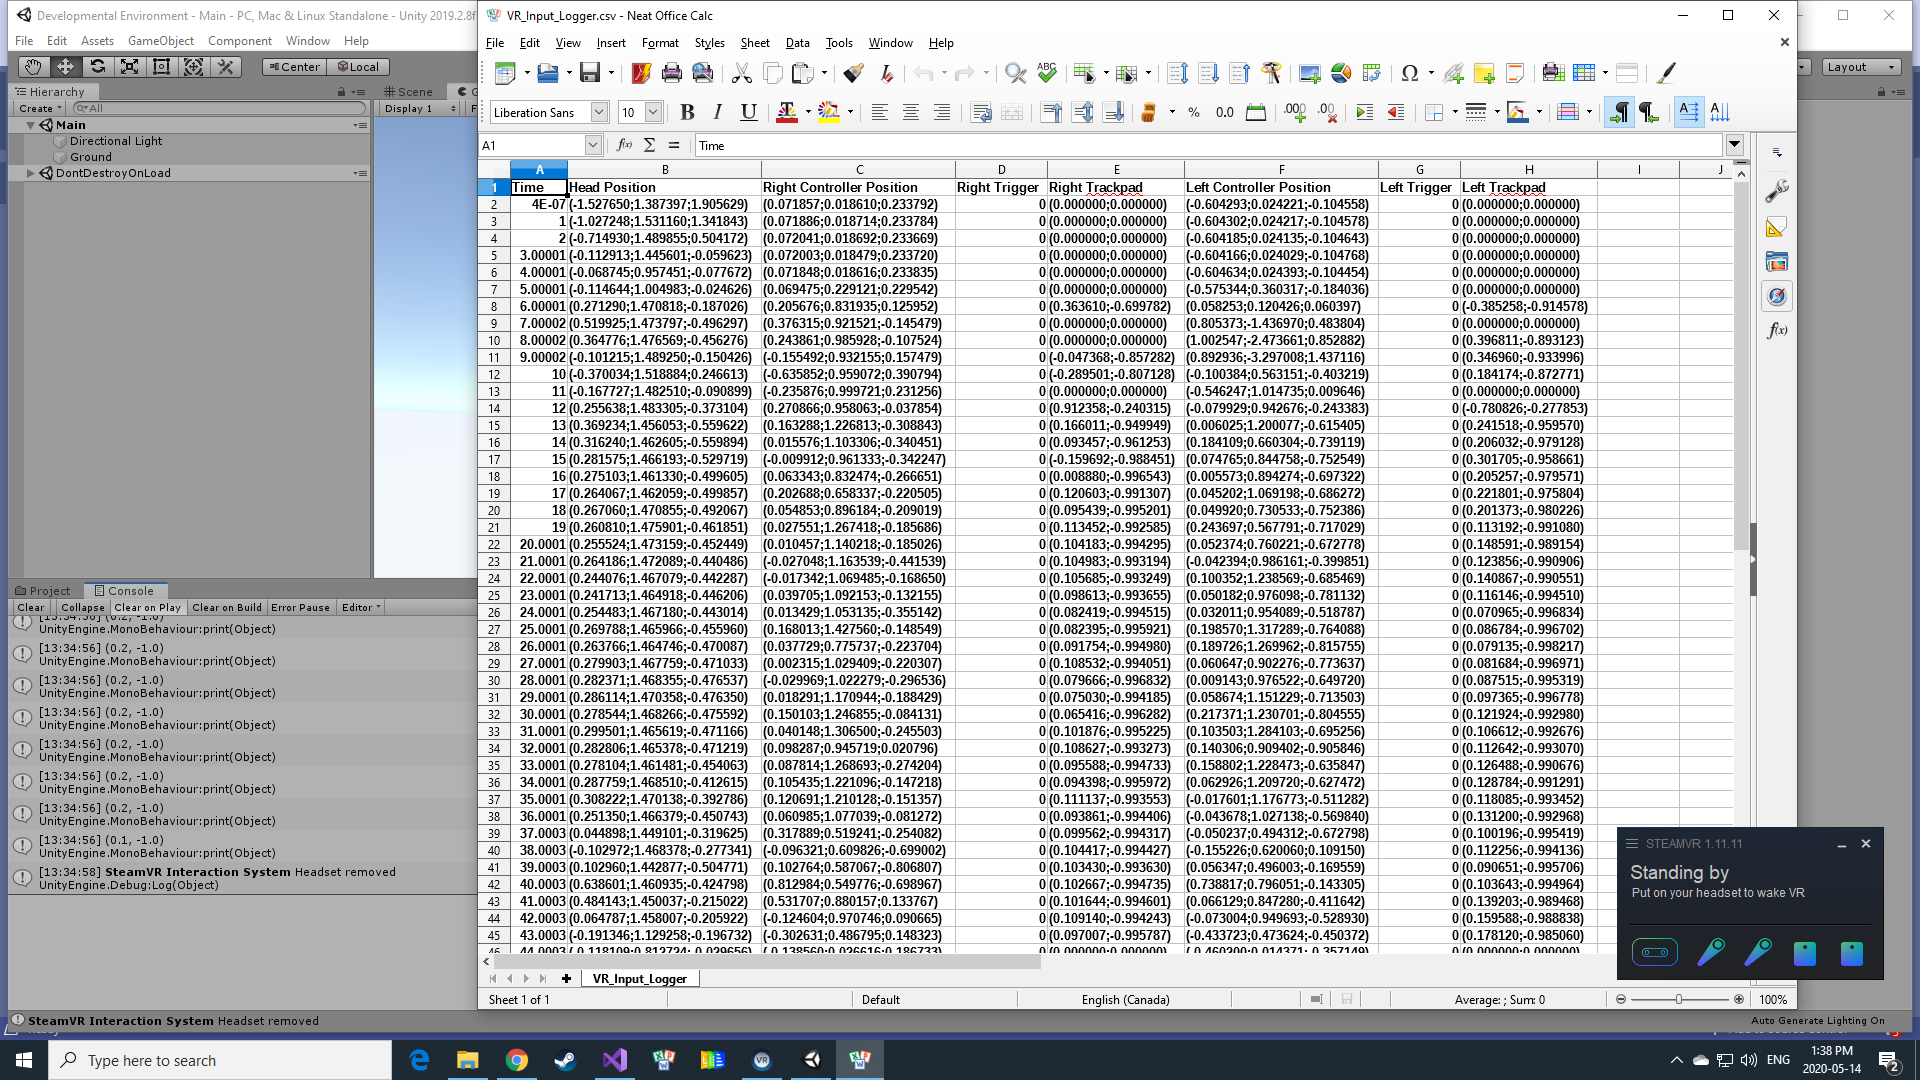 Developmental Environment - Main - PC, Mac & Linux Standalone - Unity 2019.2.8f
File Edit Assets GameObject Component Window Help
Center Local
Layout
Hierarchy
Create All
Main
Directional Light
Ground
DontDestroyOnLoad
Scene
Display 1
VR_Input_Logger.csv - Neat Office Calc
File Edit View Insert Format Styles Sheet Data Tools Window Help
Liberation Sans 10
A1 Time
A B C D E F G H I J
1 Time Head Position Right Controller Position Right Trigger Right Trackpad Left Controller Position Left Trigger Left Trackpad
2 4E-07 (-1.527650;1.387397;1.905629) (0.071857;0.018610;0.233792) 0 (0.000000;0.000000) (-0.604293;0.024221;-0.104558) 0 (0.000000;0.000000)
3 1 (-1.027248;1.531160;1.341843) (0.071886;0.018714;0.233784) 0 (0.000000;0.000000) (-0.604302;0.024217;-0.104578) 0 (0.000000;0.000000)
4 2 (-0.714930;1.489855;0.504172) (0.072041;0.018692;0.233669) 0 (0.000000;0.000000) (-0.604185;0.024135;-0.104643) 0 (0.000000;0.000000)
5 3.00001 (-0.112913;1.445601;-0.059623) (0.072003;0.018479;0.233720) 0 (0.000000;0.000000) (-0.604166;0.024029;-0.104768) 0 (0.000000;0.000000)
6 4.00001 (-0.068745;0.957451;-0.077672) (0.071848;0.018616;0.233835) 0 (0.000000;0.000000) (-0.604634;0.024393;-0.104454) 0 (0.000000;0.000000)
7 5.00001 (-0.114644;1.004983;-0.024626) (0.069475;0.229121;0.229542) 0 (0.000000;0.000000) (-0.575344;0.360317;-0.184036) 0 (0.000000;0.000000)
8 6.00001 (0.271290;1.470818;-0.187026) (0.205676;0.831935;0.125952) 0 (0.363610;-0.699782) (0.058253;0.120426;0.060397) 0 (-0.385258;-0.914578)
9 7.00002 (0.519925;1.473797;-0.496297) (0.376315;0.921521;-0.145479) 0 (0.000000;0.000000) (0.805373;-1.436970;0.483804) 0 (0.000000;0.000000)
10 8.00002 (0.364776;1.476569;-0.456276) (0.243861;0.985928;-0.107524) 0 (0.000000;0.000000) (1.002547;-2.473661;0.852882) 0 (0.396811;-0.893123)
11 9.00002 (-0.101215;1.489250;-0.150426) (-0.155492;0.932155;0.157479) 0 (-0.047368;-0.857282) (0.892936;-3.297008;1.437116) 0 (0.346960;-0.933996)
12 10 (-0.370034;1.518884;0.246613) (-0.635852;0.959072;0.390794) 0 (-0.289501;-0.807128) (-0.100384;0.563151;-0.403219) 0 (0.184174;-0.872771)
13 11 (-0.167727;1.482510;-0.090899) (-0.235876;0.999721;0.231256) 0 (0.000000;0.000000) (-0.546247;1.014735;0.009646) 0 (0.000000;0.000000)
14 12 (0.255638;1.483305;-0.373104) (0.270866;0.958063;-0.037854) 0 (0.912358;-0.240315) (-0.079929;0.942676;-0.243383) 0 (-0.780826;-0.277853)
15 13 (0.369234;1.456053;-0.559622) (0.163288;1.226813;-0.308843) 0 (0.166011;-0.949949) (0.006025;1.200077;-0.615405) 0 (0.241518;-0.959570)
16 14 (0.316240;1.462605;-0.559894) (0.015576;1.103306;-0.340451) 0 (0.093457;-0.961253) (0.184109;0.660304;-0.739119) 0 (0.206032;-0.979128)
17 15 (0.281575;1.466193;-0.529719) (-0.009912;0.961333;-0.342247) 0 (-0.159692;-0.988451) (0.074765;0.844758;-0.752549) 0 (0.301705;-0.958661)
18 16 (0.275103;1.461330;-0.499605) (0.063343;0.832474;-0.266651) 0 (0.008880;-0.996543) (0.005573;0.894274;-0.697322) 0 (0.205257;-0.979571)
19 17 (0.264067;1.462059;-0.499857) (0.202688;0.658337;-0.220505) 0 (0.120603;-0.991307) (0.045202;1.069198;-0.686272) 0 (0.221801;-0.975804)
20 18 (0.267060;1.470855;-0.492067) (0.054853;0.896184;-0.209019) 0 (0.095439;-0.995201) (0.049920;0.730533;-0.752386) 0 (0.201373;-0.980226)
21 19 (0.260810;1.475901;-0.461851) (0.027551;1.267418;-0.185686) 0 (0.113452;-0.992585) (0.243697;0.567791;-0.717029) 0 (0.113192;-0.991080)
22 20.0001 (0.255524;1.473159;-0.452449) (0.010457;1.140218;-0.185026) 0 (0.104183;-0.994295) (0.052374;0.760221;-0.672778) 0 (0.148591;-0.989154)
23 21.0001 (0.264186;1.472089;-0.440486) (-0.027048;1.163539;-0.441539) 0 (0.104983;-0.993194) (-0.042394;0.986161;-0.399851) 0 (0.123856;-0.990906)
24 22.0001 (0.244076;1.467079;-0.442287) (-0.017342;1.069485;-0.168650) 0 (0.105685;-0.993249) (0.100352;1.238569;-0.685469) 0 (0.140867;-0.990551)
25 23.0001 (0.241713;1.464918;-0.446206) (0.039705;1.092153;-0.132155) 0 (0.098613;-0.993655) (0.050182;0.976098;-0.781132) 0 (0.116146;-0.994510)
26 24.0001 (0.254483;1.467180;-0.443014) (0.013429;1.053135;-0.355142) 0 (0.082419;-0.994515) (0.032011;0.954089;-0.518787) 0 (0.070965;-0.996834)
27 25.0001 (0.269788;1.465966;-0.455960) (0.168013;1.427560;-0.148549) 0 (0.082395;-0.995921) (0.198570;1.317289;-0.764088) 0 (0.086784;-0.996702)
28 26.0001 (0.263766;1.464746;-0.470087) (0.037729;0.775737;-0.223704) 0 (0.091754;-0.994980) (0.189726;1.269962;-0.815755) 0 (0.079135;-0.998217)
29 27.0001 (0.279903;1.467759;-0.471033) (0.002315;1.029409;-0.220307) 0 (0.108532;-0.994051) (0.060647;0.902276;-0.773637) 0 (0.081684;-0.996971)
30 28.0001 (0.282371;1.468355;-0.476537) (-0.029969;1.022279;-0.296536) 0 (0.079666;-0.996832) (0.009143;0.976522;-0.649720) 0 (0.087515;-0.995319)
31 29.0001 (0.286114;1.470358;-0.476350) (0.018291;1.170944;-0.188429) 0 (0.075030;-0.994185) (0.058674;1.151229;-0.713503) 0 (0.097365;-0.996778)
32 30.0001 (0.278544;1.468266;-0.475592) (0.150103;1.246855;-0.084131) 0 (0.065416;-0.996282) (0.217371;1.230701;-0.804555) 0 (0.121924;-0.992980)
33 31.0001 (0.299501;1.465619;-0.471166) (0.040148;1.306500;-0.245503) 0 (0.101876;-0.995225) (0.103503;1.284103;-0.695256) 0 (0.106612;-0.992676)
34 32.0001 (0.282806;1.465378;-0.471219) (0.098287;0.945719;0.020796) 0 (0.108627;-0.993273) (0.140306;0.909402;-0.905846) 0 (0.112642;-0.993070)
35 33.0001 (0.278104;1.461481;-0.454063) (0.087814;1.268693;-0.274204) 0 (0.095588;-0.994733) (0.158802;1.228473;-0.635847) 0 (0.126488;-0.990676)
36 34.0001 (0.287759;1.468510;-0.412615) (0.105435;1.221096;-0.147218) 0 (0.094398;-0.995972) (0.062926;1.209720;-0.627472) 0 (0.128784;-0.991291)
37 35.0001 (0.308222;1.470138;-0.392786) (0.120691;1.210128;-0.151357) 0 (0.111137;-0.993553) (-0.017601;1.176773;-0.511282) 0 (0.118085;-0.993452)
38 36.0001 (0.251350;1.466379;-0.450743) (0.060985;1.077039;-0.081272) 0 (0.093861;-0.994406) (-0.043678;1.027138;-0.569840) 0 (0.131200;-0.992968)
39 37.0003 (0.044898;1.449101;-0.319625) (0.317889;0.519241;-0.254082) 0 (0.099562;-0.994317) (-0.050237;0.494312;-0.672798) 0 (0.100196;-0.995419)
40 38.0003 (-0.102972;1.468378;-0.277341) (-0.096321;0.609826;-0.699002) 0 (0.104417;-0.994427) (-0.155226;0.620060;0.109150) 0 (0.112256;-0.994136)
41 39.0003 (0.102960;1.442877;-0.504771) (0.102764;0.587067;-0.806807) 0 (0.103430;-0.993630) (0.056347;0.496003;-0.169559) 0 (0.090651;-0.995706)
42 40.0003 (0.638601;1.460935;-0.424798) (0.812984;0.549776;-0.698967) 0 (0.102667;-0.994735) (0.738817;0.796051;-0.143305) 0 (0.103643;-0.994964)
43 41.0003 (0.484143;1.450037;-0.215022) (0.531707;0.880157;0.133767) 0 (0.101644;-0.994601) (0.066129;0.847280;-0.411642) 0 (0.139203;-0.989468)
44 42.0003 (0.064787;1.458007;-0.205922) (-0.124604;0.970746;0.090665) 0 (0.109140;-0.994243) (-0.073004;0.949693;-0.528930) 0 (0.159588;-0.988838)
45 43.0003 (-0.191346;1.129258;-0.196732) (-0.302631;0.486795;0.148323) 0 (0.097007;-0.995787) (-0.433723;0.473624;-0.450372) 0 (0.178120;-0.985060)
VR_Input_Logger
Sheet 1 of 1 Default English (Canada) Average: ; Sum: 0 100%
Project Console
Clear Collapse Clear on Play Clear on Build Error Pause Editor
UnityEngine.MonoBehaviour:print(Object)
[13:34:56] (0.2, -1.0)
UnityEngine.MonoBehaviour:print(Object)
[13:34:56] (0.2, -1.0)
UnityEngine.MonoBehaviour:print(Object)
[13:34:56] (0.2, -1.0)
UnityEngine.MonoBehaviour:print(Object)
[13:34:56] (0.2, -1.0)
UnityEngine.MonoBehaviour:print(Object)
[13:34:56] (0.2, -1.0)
UnityEngine.MonoBehaviour:print(Object)
[13:34:56] (0.2, -1.0)
UnityEngine.MonoBehaviour:print(Object)
[13:34:56] (0.1, -1.0)
UnityEngine.MonoBehaviour:print(Object)
[13:34:58] SteamVR Interaction System Headset removed
UnityEngine.Debug:Log(Object)
SteamVR Interaction System Headset removed
STEAMVR 1.11.11
Standing by
Put on your headset to wake VR
Auto Generate Lighting On
Type here to search
ENG
1:38 PM
2020-05-14
2